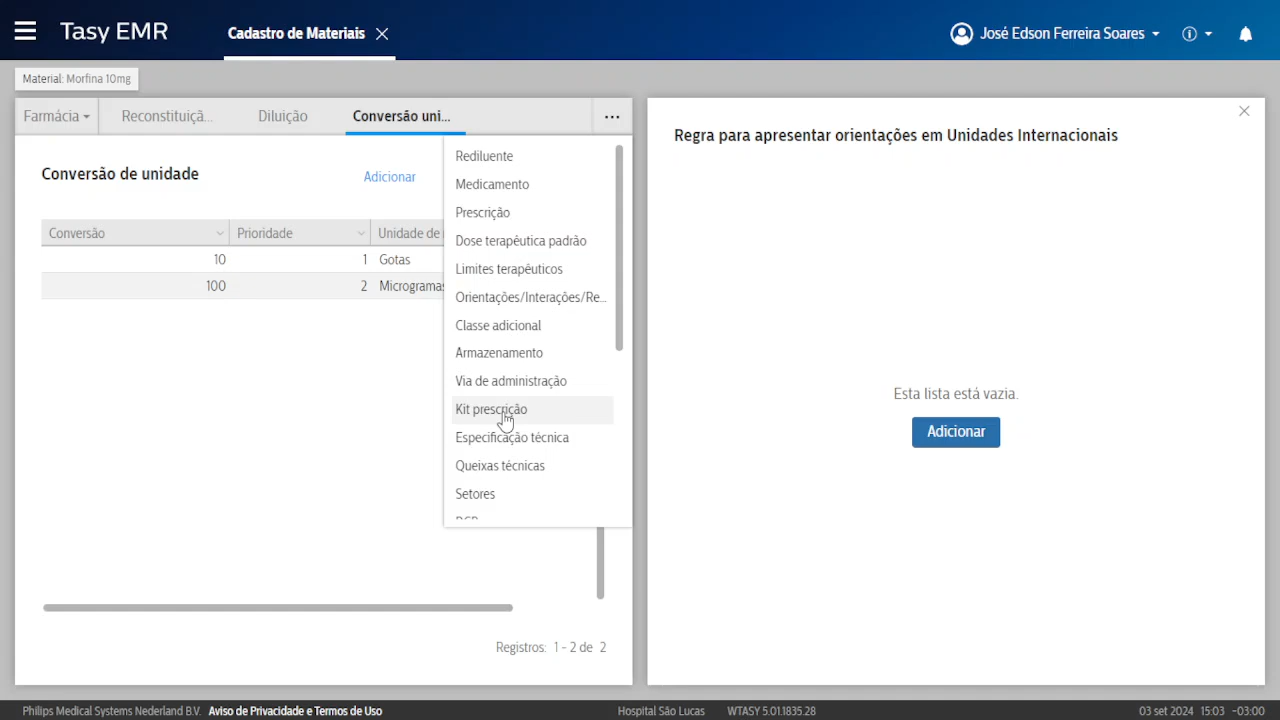 Tasy EMR
Cadastro de Materiais
José Edson Ferreira Soares
Material: Morfina 10mg
Farmácia
Reconstituiçã...
Diluição
Conversão uni...
Conversão de unidade
Adicionar
Conversão Prioridade Unidade de
10 1 Gotas
100 2 Microgramas
Rediluente
Medicamento
Prescrição
Dose terapêutica padrão
Limites terapêuticos
Orientações/Interações/Re...
Classe adicional
Armazenamento
Via de administração
Kit prescrição
Especificação técnica
Queixas técnicas
Setores
Registros: 1 - 2 de 2
Regra para apresentar orientações em Unidades Internacionais
Esta lista está vazia.
Adicionar
Philips Medical Systems Nederland B.V. Aviso de Privacidade e Termos de Uso Hospital São Lucas WTASY 5.01.1835.28 03 set 2024 15:03 -03:00